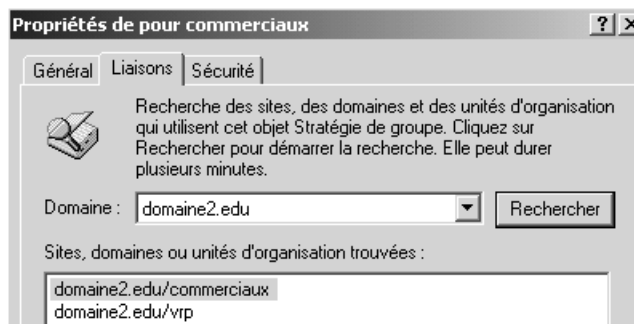 Propriétés de pour commerciaux
Général Liaisons Sécurité
Recherche des sites, des domaines et des unités d'organisation
qui utilisent cet objet Stratégie de groupe. Cliquez sur
Rechercher pour démarrer la recherche. Elle peut durer
plusieurs minutes.
Domaine : domaine2.edu Rechercher
Sites, domaines ou unités d'organisation trouvées :
domaine2.edu/commerciaux
domaine2.edu/vrp